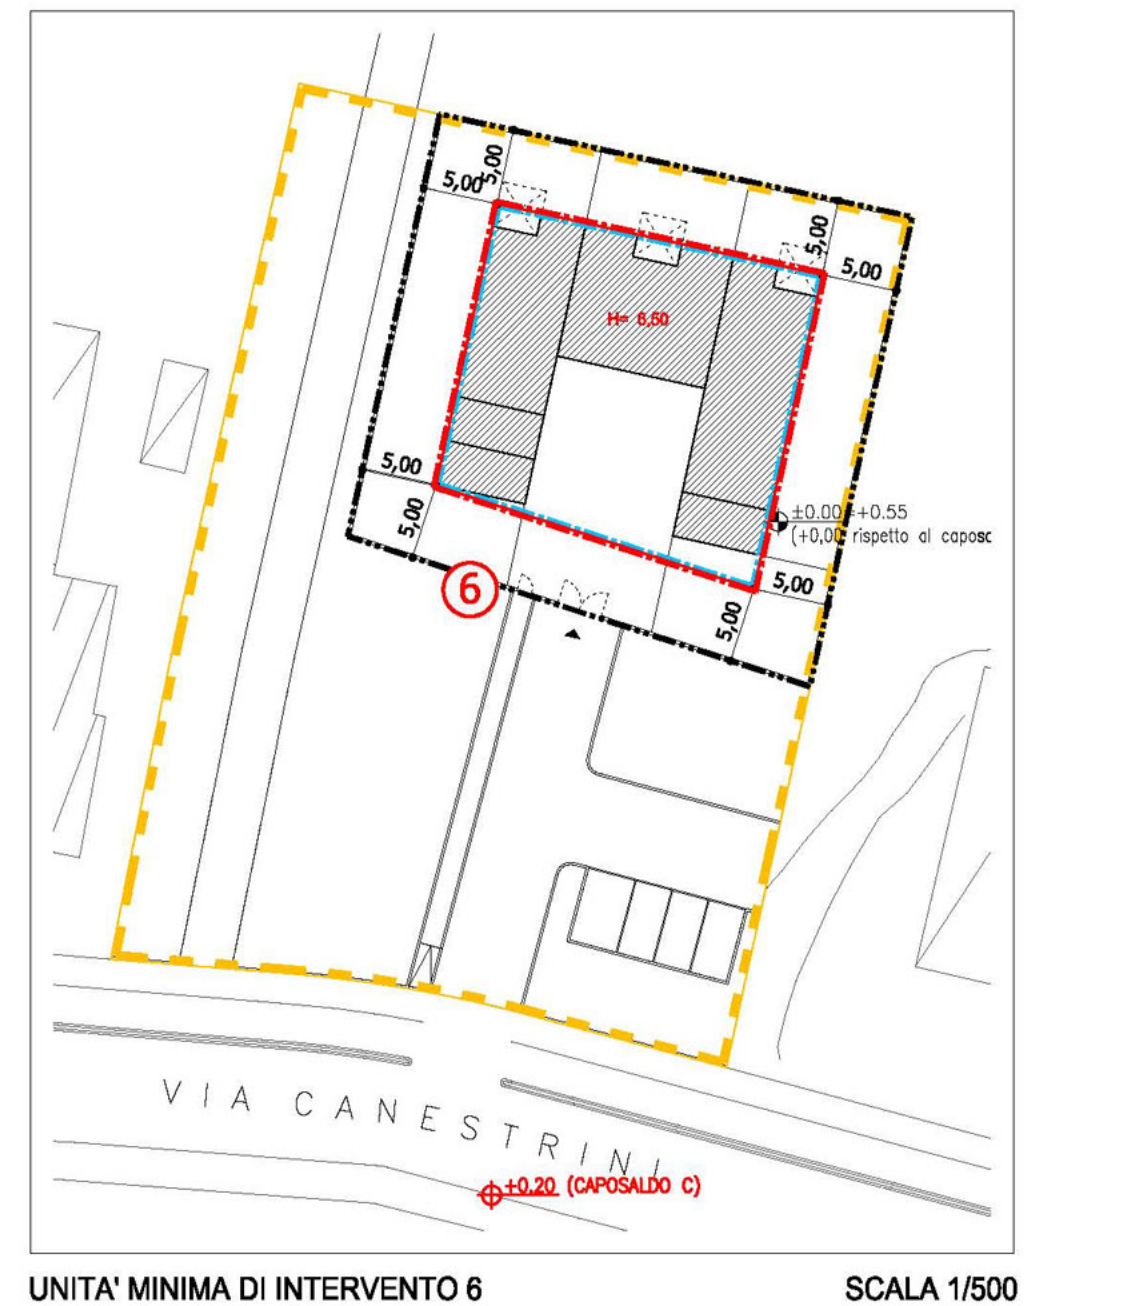 5,00
5,00
5,00
5,00
H= 6,50
5,00
5,00
±0.00=+0.55
(+0,00 rispetto al caposc
5,00
5,00
6
VIA CANESTRINI
+0.20 (CAPOSALDO C)
UNITA' MINIMA DI INTERVENTO 6
SCALA 1/500